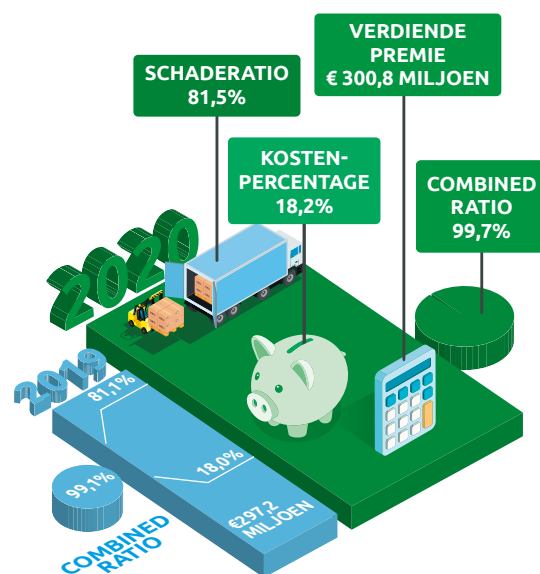 VERDIENDE
PREMIE
€ 300,8 MILJOEN
SCHADERATIO
81,5%
KOSTEN-
PERCENTAGE
18,2%
COMBINED
RATIO
99,7%
2020
2019
81,1%
18,0%
€297,2
MILJOEN
99,1%
COMBINED
RATIO